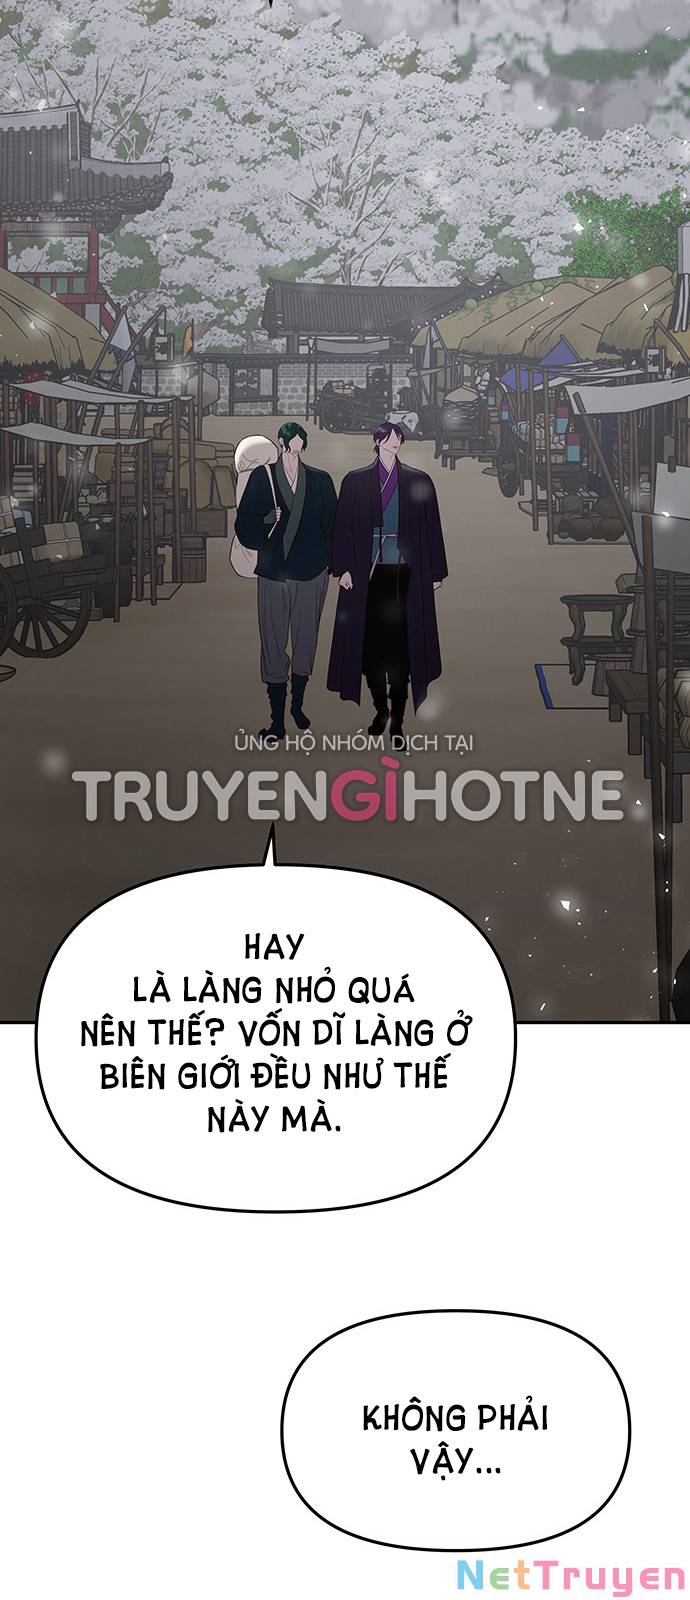 ỦNG HỘ NHÓM DỊCH TẠI
TRUYENGIHOTNE
HAY
LÀ LÀNG NHỎ QUÁ
NÊN THẾ? VỐN DĨ LÀNG Ở
BIÊN GIỚI ĐỀU NHƯ THẾ
NÀY MÀ.
KHÔNG PHẢI
VẬY...
NetTruyen